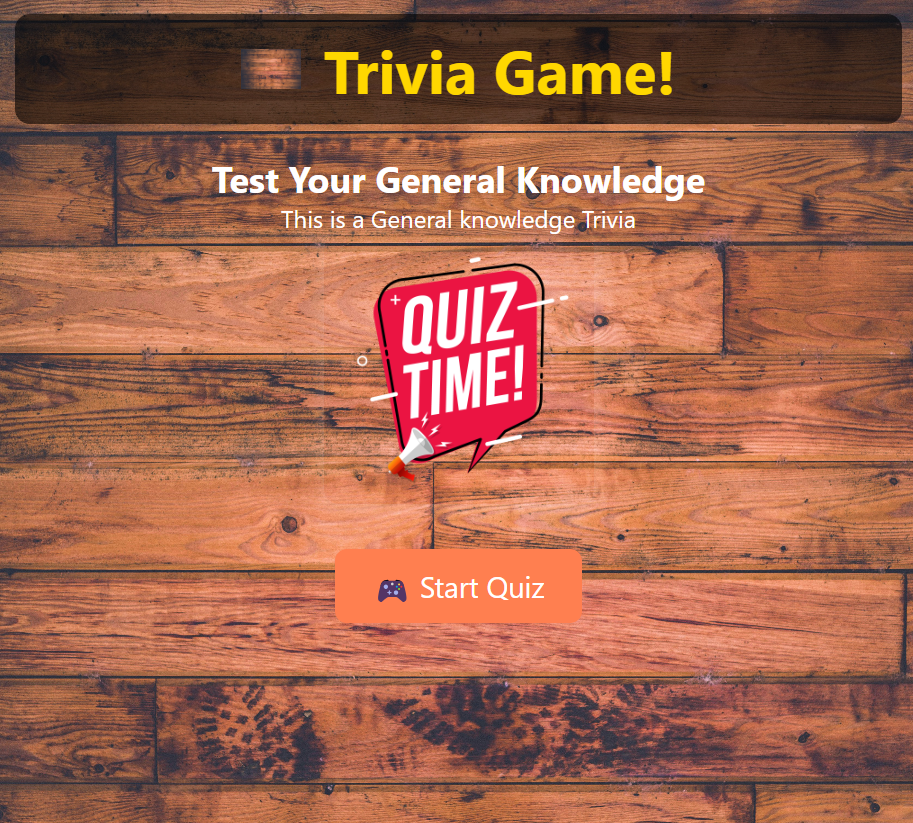 Trivia Game!
Test Your General Knowledge
This is a General knowledge Trivia
QUIZ
TIME!
🎮 Start Quiz